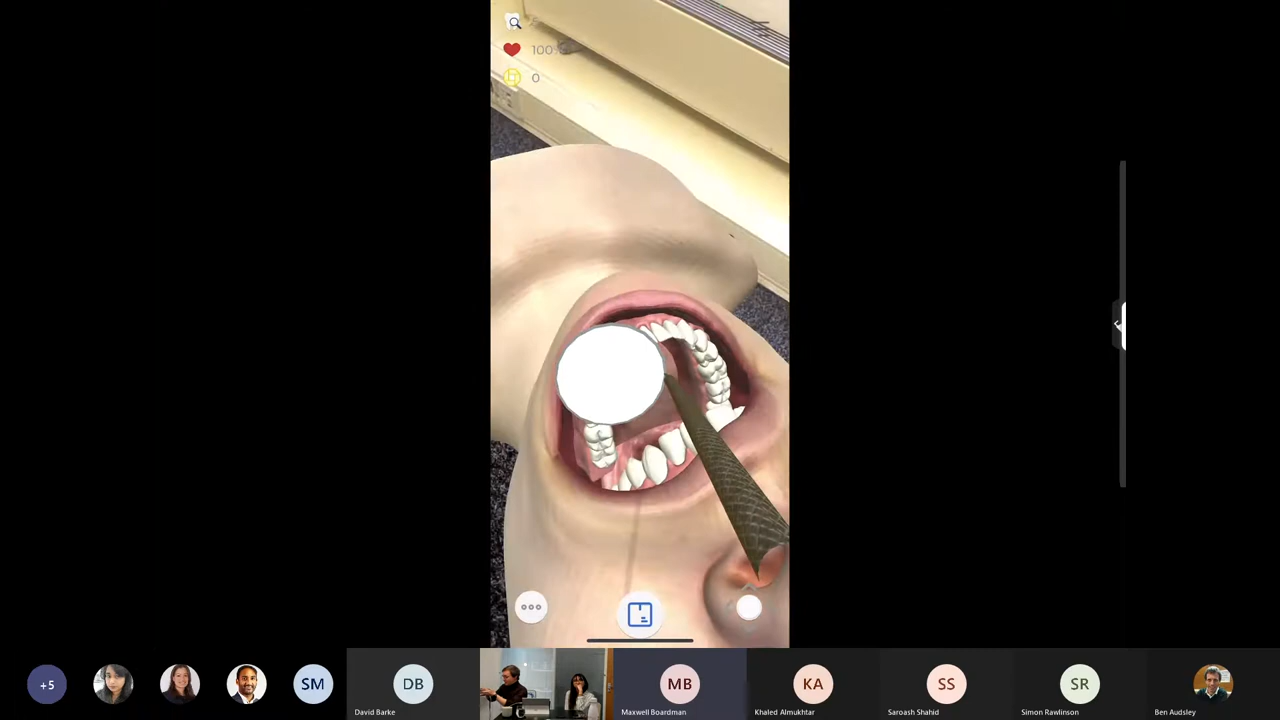 100%
0
+5
SM
DB
David Barke
MB
Maxwell Boardman
KA
Khaled Almukhtar
SS
Saroash Shahid
SR
Simon Rawlinson
Ben Audsley